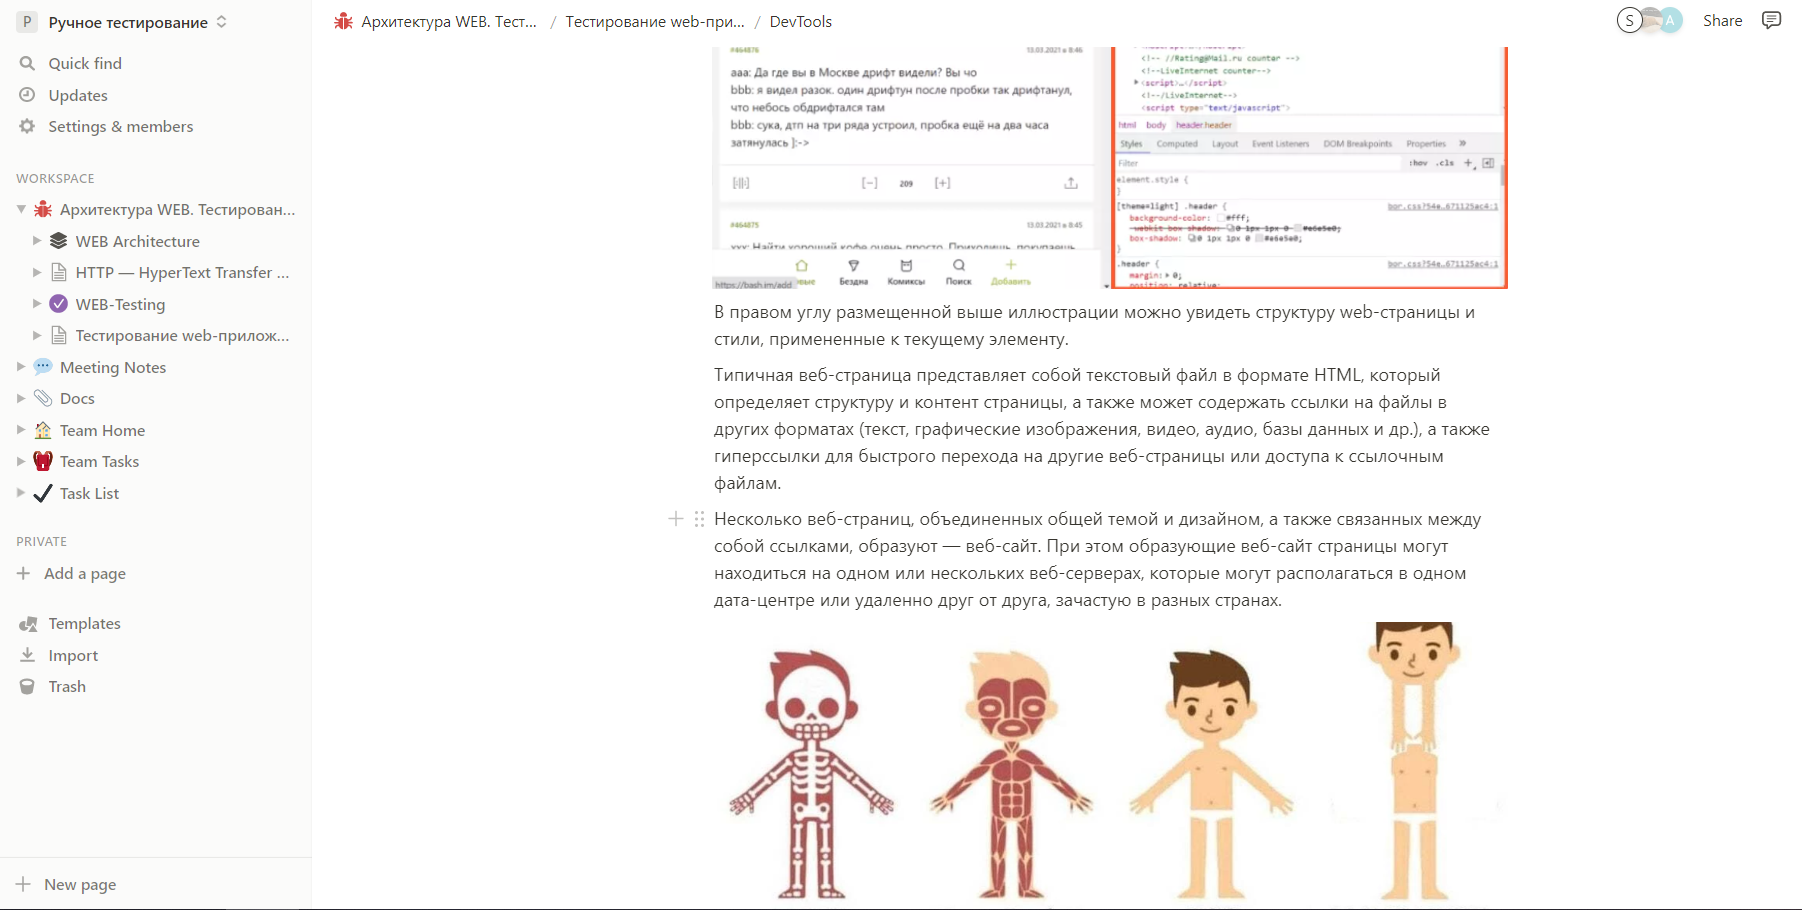 P Ручное тестирование
Quick find
Updates
Settings & members
WORKSPACE
Архитектура WEB. Тестирован...
WEB Architecture
HTTP — HyperText Transfer ...
WEB-Testing
Тестирование web-прилож...
Meeting Notes
Docs
Team Home
Team Tasks
Task List
PRIVATE
Add a page
Templates
Import
Trash
New page
Архитектура WEB. Тест... / Тестирование web-при... / DevTools
S A Share
#464876 13.03.2021 в 8:46
aaa: Да где вы в Москве дрифт видели? Вы чо
bbb: я видел разок. один дрифтун после пробки так дрифтанул,
что небось обдрифтался там
bbb: сука, дтп на три ряда устроил, пробка ещё на два часа
затянулась ]:->
[-] 209 [+]
#464875 13.03.2021 в 8:45
xxx: Найти хороший кофе очень просто. Приходишь, покупаешь
https://bash.im/add
Бездна Комиксы Поиск Добавить
<!-- //Rating@Mail.ru counter -->
<!--LiveInternet counter-->
<script>…</script>
<!--/LiveInternet-->
<script type="text/javascript">
html body header.header
Styles Computed Layout Event Listeners DOM Breakpoints Properties »
Filter :hov .cls +
element.style {
}
[theme=light] .header { bor.css?54e…671125ac4:1
background-color: #fff;
-webkit-box-shadow: 0 1px 1px 0 #e6e5e0;
box-shadow: 0 1px 1px 0 #e6e5e0;
}
.header { bor.css?54e…671125ac4:1
margin: 0;
position: relative;
В правом углу размещенной выше иллюстрации можно увидеть структуру web-страницы и
стили, примененные к текущему элементу.
Типичная веб-страница представляет собой текстовый файл в формате HTML, который
определяет структуру и контент страницы, а также может содержать ссылки на файлы в
других форматах (текст, графические изображения, видео, аудио, базы данных и др.), а также
гиперссылки для быстрого перехода на другие веб-страницы или доступа к ссылочным
файлам.
Несколько веб-страниц, объединенных общей темой и дизайном, а также связанных между
собой ссылками, образуют — веб-сайт. При этом образующие веб-сайт страницы могут
находиться на одном или нескольких веб-серверах, которые могут располагаться в одном
дата-центре или удаленно друг от друга, зачастую в разных странах.